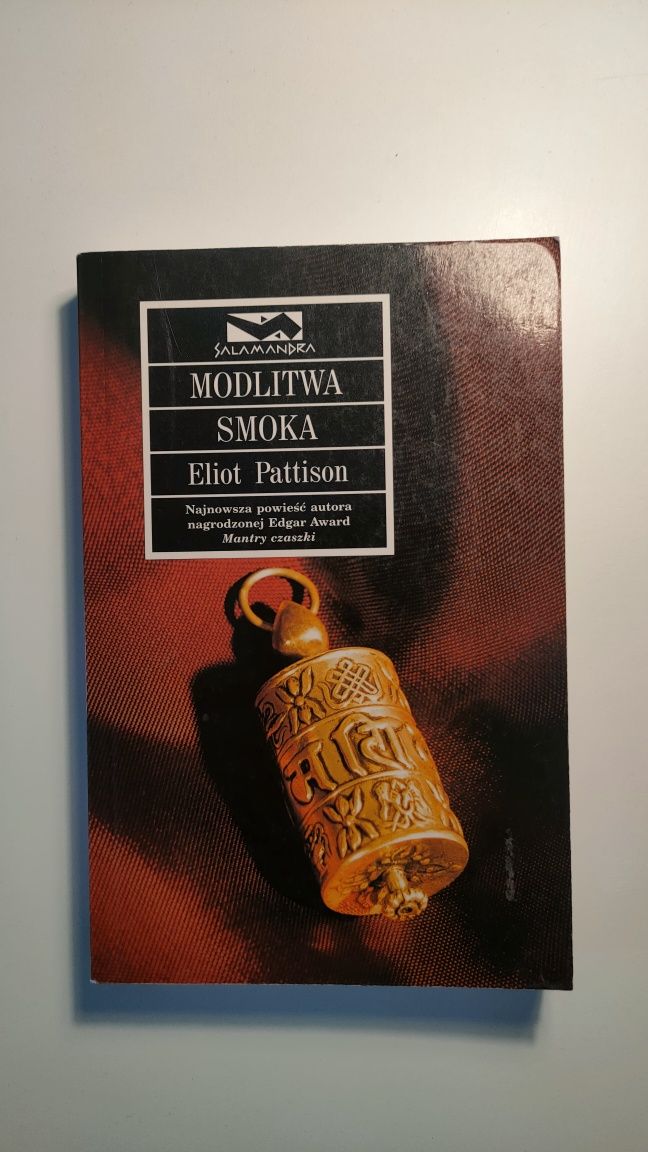 SALAMANDRA
MODLITWA
SMOKA
Eliot Pattison
Najnowsza powieść autora
nagrodzonej Edgar Award
Mantry czaszki